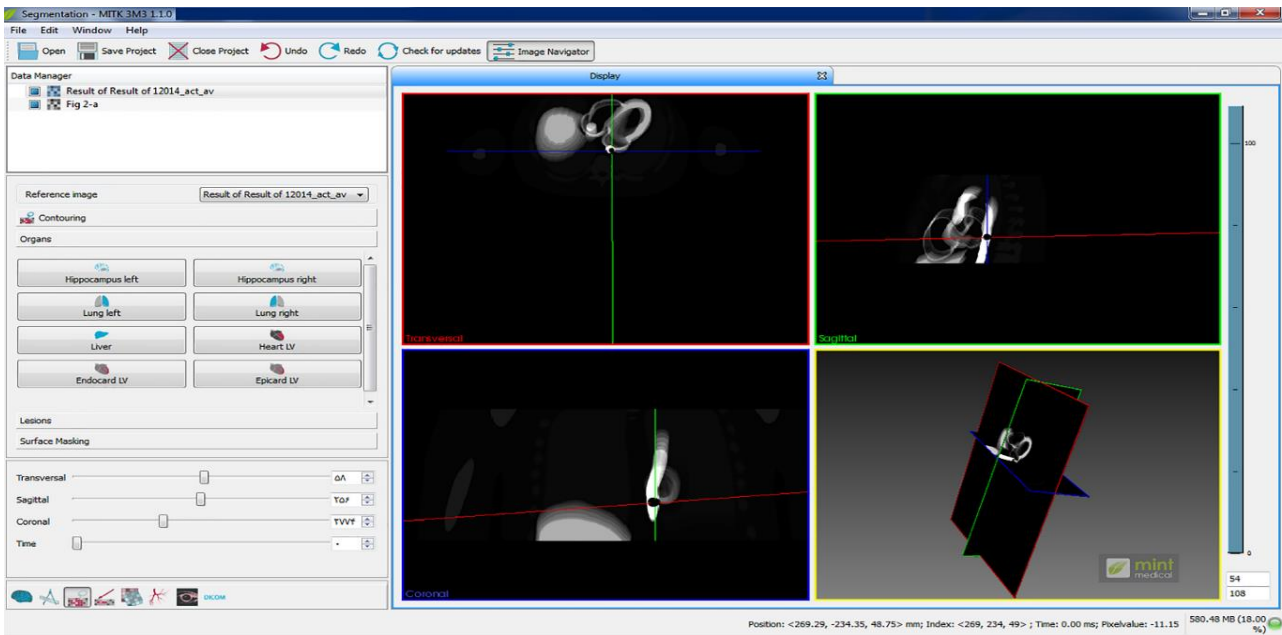 Segmentation - MITK 3M3 1.1.0
File Edit Window Help
Open Save Project Close Project Undo Redo Check for updates Image Navigator
Data Manager
Result of Result of 12014_act_av
Fig 2-a
Reference image Result of Result of 12014_act_av
Contouring
Organs
Hippocampus left Hippocampus right
Lung left Lung right
Liver Heart LV
Endocard LV Epicard LV
Lesions
Surface Masking
Transversal ۵۸
Sagittal ۲۵۶
Coronal ۲۷۷۴
Time ۰
DICOM
Display
Transversal
Sagittal
Coronal
mint
medical
100
0
54
108
Position: <269.29, -234.35, 48.75> mm; Index: <269, 234, 49> ; Time: 0.00 ms; Pixelvalue: -11.15
580.48 MB (18.00
%)